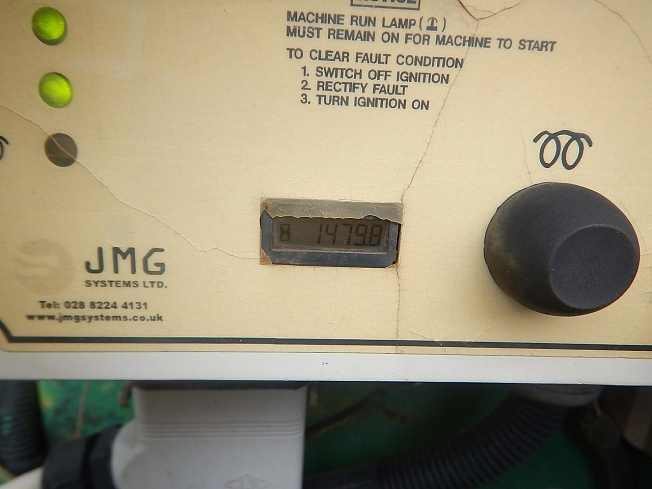 NOTICE
MACHINE RUN LAMP ( )
MUST REMAIN ON FOR MACHINE TO START
TO CLEAR FAULT CONDITION
1. SWITCH OFF IGNITION
2. RECTIFY FAULT
3. TURN IGNITION ON
1479.8
JMG
SYSTEMS LTD.
Tel: 028 8224 4131
www.jmgsystems.co.uk